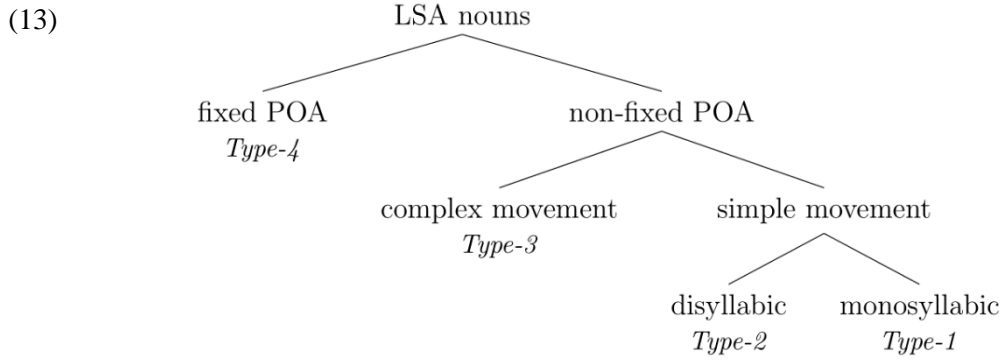 (13) LSA nouns
fixed POA non-fixed POA
Type-4
complex movement simple movement
Type-3
disyllabic monosyllabic
Type-2 Type-1